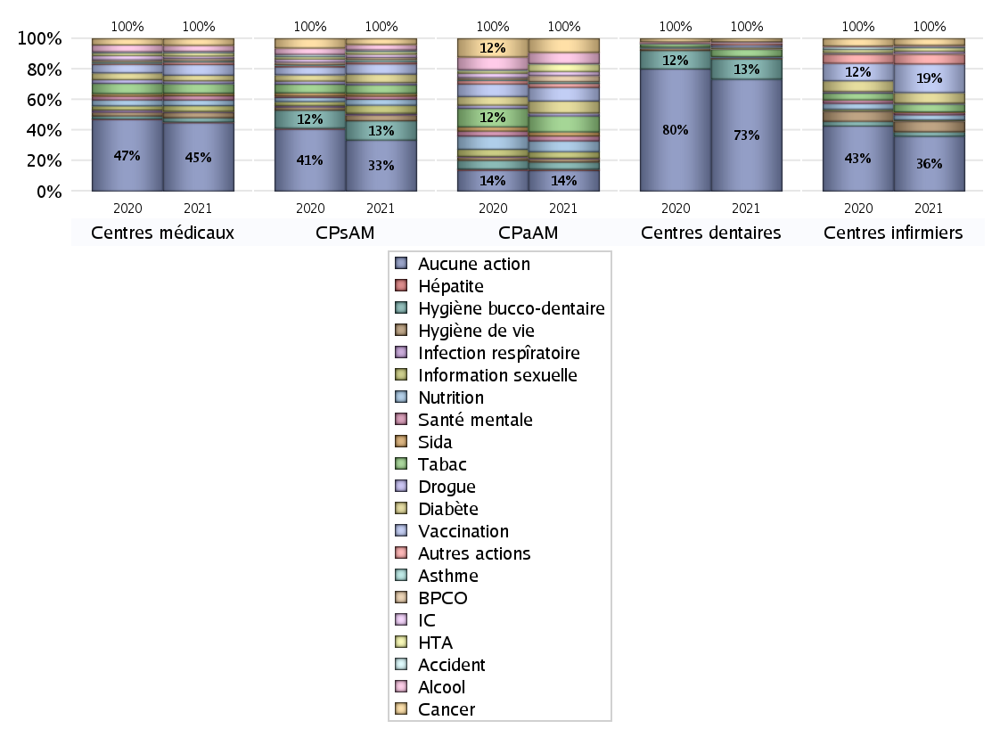 100% 100% 100% 100% 100% 100% 100% 100% 100% 100%
100%
80%
60%
40%
20%
0%
47% 45%
12% 13%
41% 33%
12%
12%
14% 14%
12% 13%
80% 73%
12% 19%
43% 36%
2020 2021 2020 2021 2020 2021 2020 2021 2020 2021
Centres médicaux CPsAM CPaAM Centres dentaires Centres infirmiers
Aucune action
Hépatite
Hygiène bucco-dentaire
Hygiène de vie
Infection respîratoire
Information sexuelle
Nutrition
Santé mentale
Sida
Tabac
Drogue
Diabète
Vaccination
Autres actions
Asthme
BPCO
IC
HTA
Accident
Alcool
Cancer